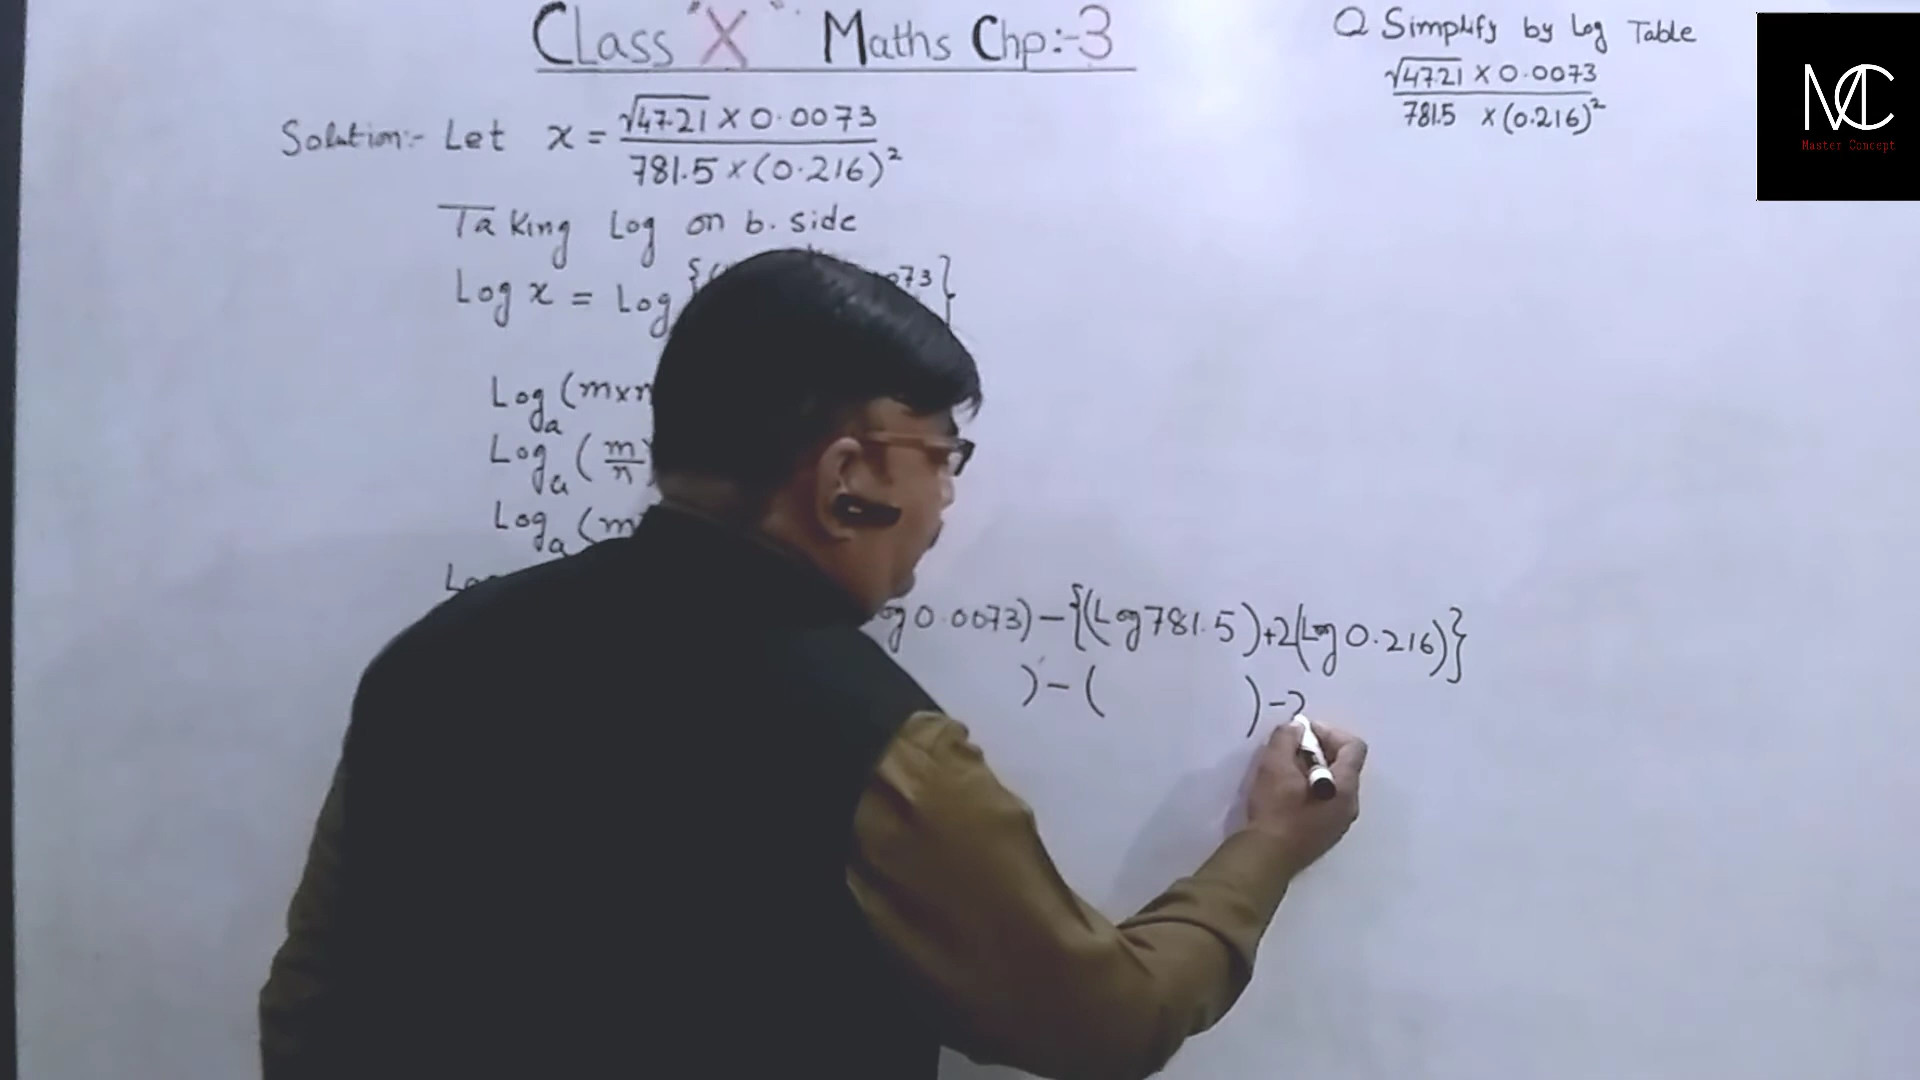 Class "X" Maths Chp:-3
Q Simplify by Log Table
√47.21 × 0.0073
781.5 × (0.216)²
MC
Master Concept
Solution:- Let x = √47.21 × 0.0073
781.5 × (0.216)²
Taking Log on b. side
Log x = Log { 073}
Log a (m×n
Log a (m/n)
Log a (m
og 0.0073) - {(Log 781.5)+2(Log 0.216)}
) - ( ) - 2